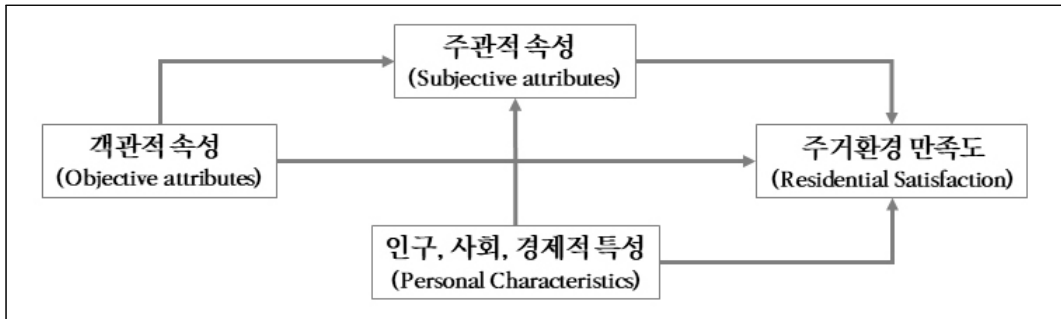 주관적 속성
(Subjective attributes)
객관적 속성
(Objective attributes)
주거환경 만족도
(Residential Satisfaction)
인구, 사회, 경제적 특성
(Personal Characteristics)